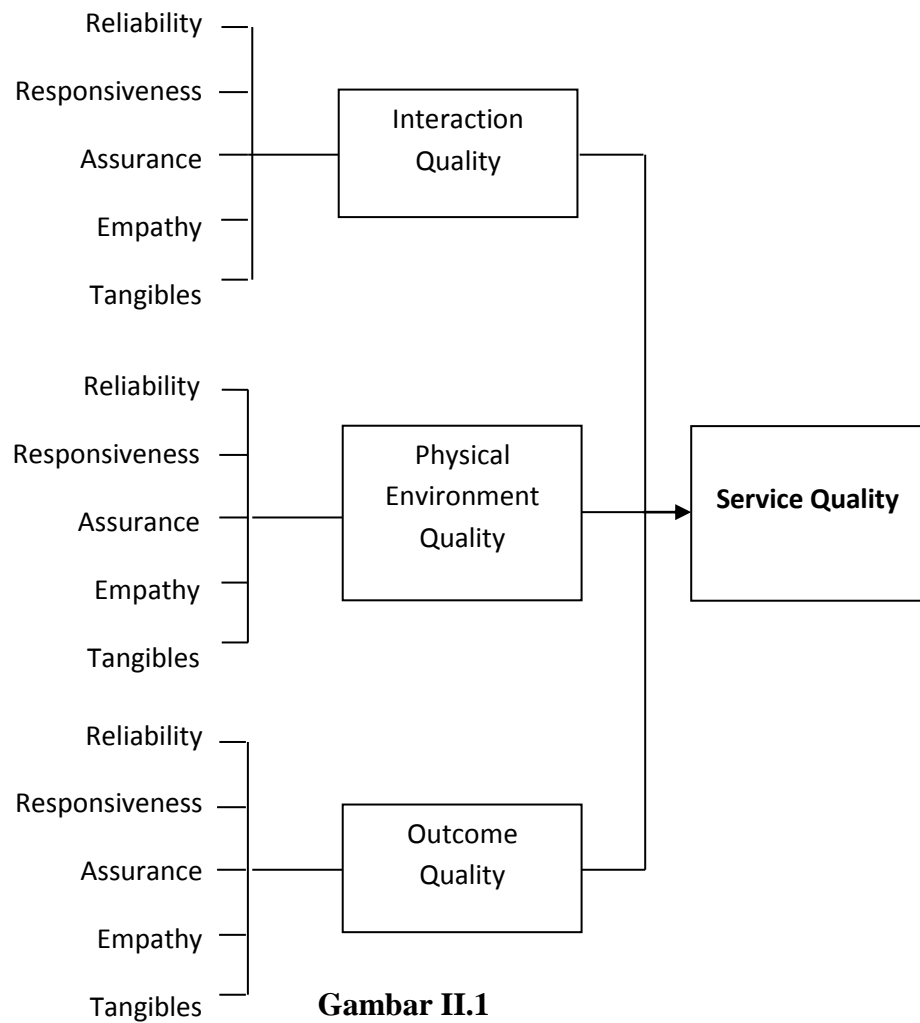 Reliability
Responsiveness
Assurance
Empathy
Tangibles
Interaction
Quality
Reliability
Responsiveness
Assurance
Empathy
Tangibles
Physical
Environment
Quality
Service Quality
Reliability
Responsiveness
Assurance
Empathy
Tangibles
Outcome
Quality
Gambar II.1